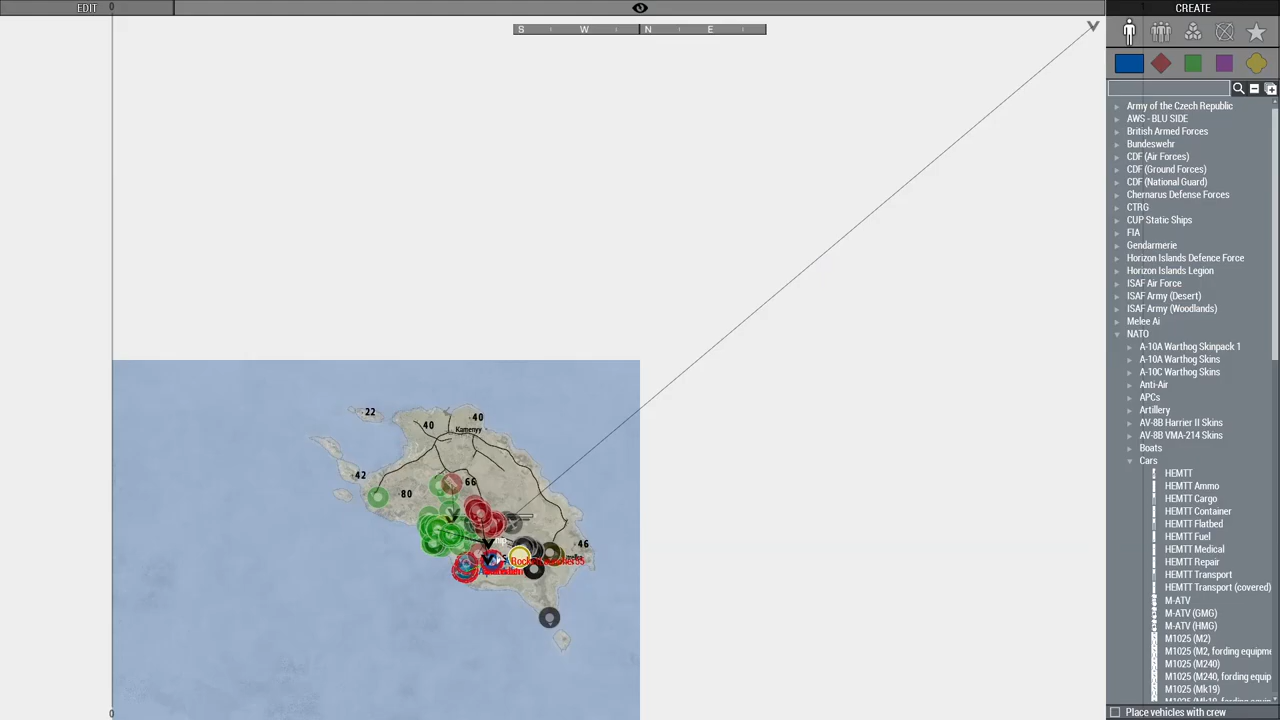 EDIT
0
CREATE
S W N E
Army of the Czech Republic
AWS - BLU SIDE
British Armed Forces
Bundeswehr
CDF (Air Forces)
CDF (Ground Forces)
CDF (National Guard)
Chernarus Defense Forces
CTRG
CUP Static Ships
FIA
Gendarmerie
Horizon Islands Defence Force
Horizon Islands Legion
ISAF Air Force
ISAF Army (Desert)
ISAF Army (Woodlands)
Melee Ai
NATO
A-10A Warthog Skinpack 1
A-10A Warthog Skins
A-10C Warthog Skins
Anti-Air
APCs
Artillery
AV-8B Harrier II Skins
AV-8B VMA-214 Skins
Boats
Cars
HEMTT
HEMTT Ammo
HEMTT Cargo
HEMTT Container
HEMTT Flatbed
HEMTT Fuel
HEMTT Medical
HEMTT Repair
HEMTT Transport
HEMTT Transport (covered)
M-ATV
M-ATV (GMG)
M-ATV (HMG)
M1025 (M2)
M1025 (M2, fording equipme
M1025 (M240)
M1025 (M240, fording equip
M1025 (Mk19)
Place vehicles with crew
22
40
40
Kamenyy
42
66
80
46
0